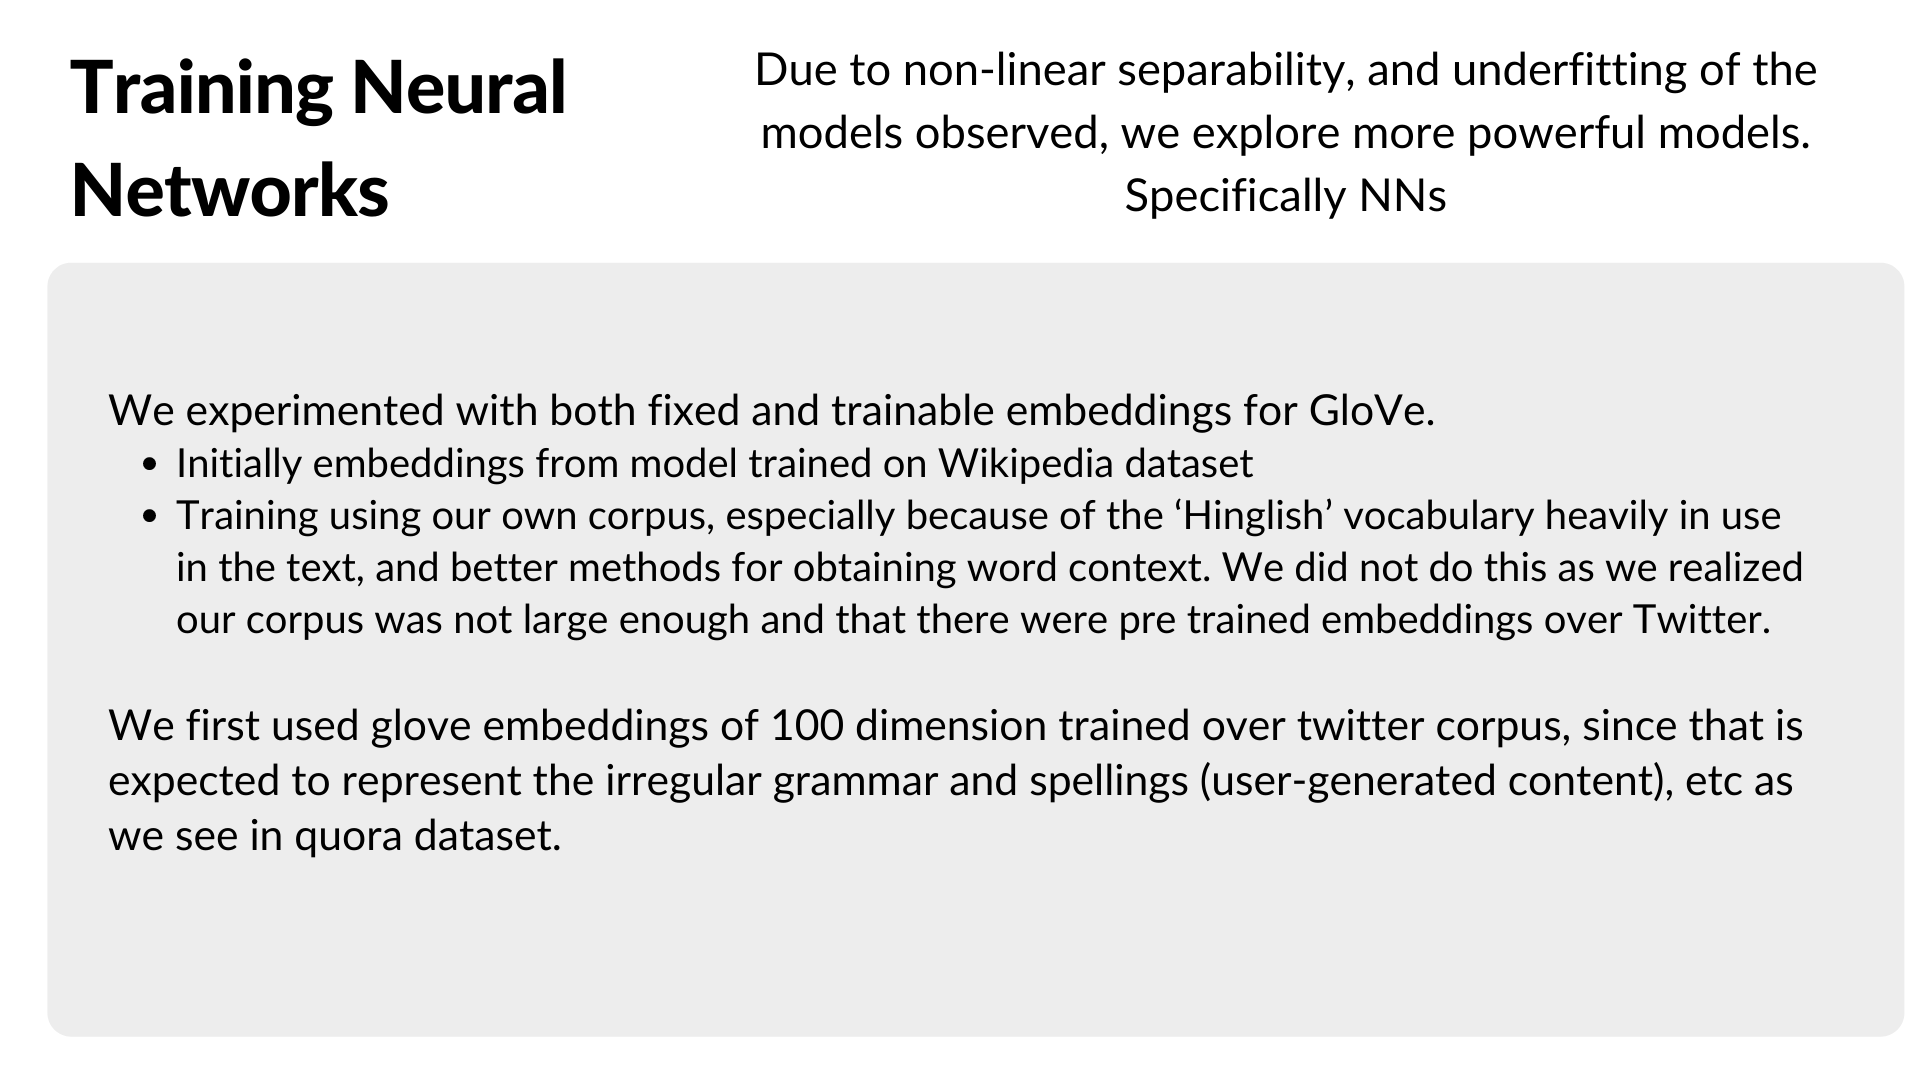 Training Neural
Networks
Due to non-linear separability, and underfitting of the
models observed, we explore more powerful models.
Specifically NNs
We experimented with both fixed and trainable embeddings for GloVe.
• Initially embeddings from model trained on Wikipedia dataset
• Training using our own corpus, especially because of the ‘Hinglish’ vocabulary heavily in use
in the text, and better methods for obtaining word context. We did not do this as we realized
our corpus was not large enough and that there were pre trained embeddings over Twitter.
We first used glove embeddings of 100 dimension trained over twitter corpus, since that is
expected to represent the irregular grammar and spellings (user-generated content), etc as
we see in quora dataset.